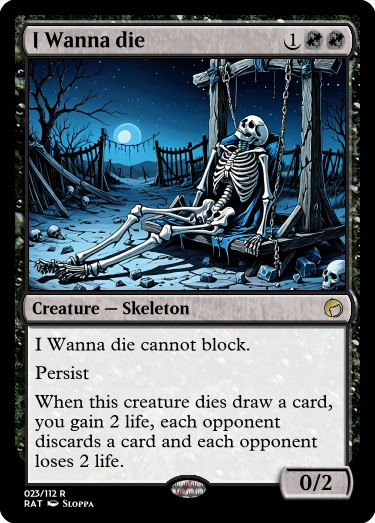 I Wanna die 1
Creature — Skeleton
I Wanna die cannot block.
Persist
When this creature dies draw a card,
you gain 2 life, each opponent
discards a card and each opponent
loses 2 life.
0/2
023/112 R
RAT Sloppa